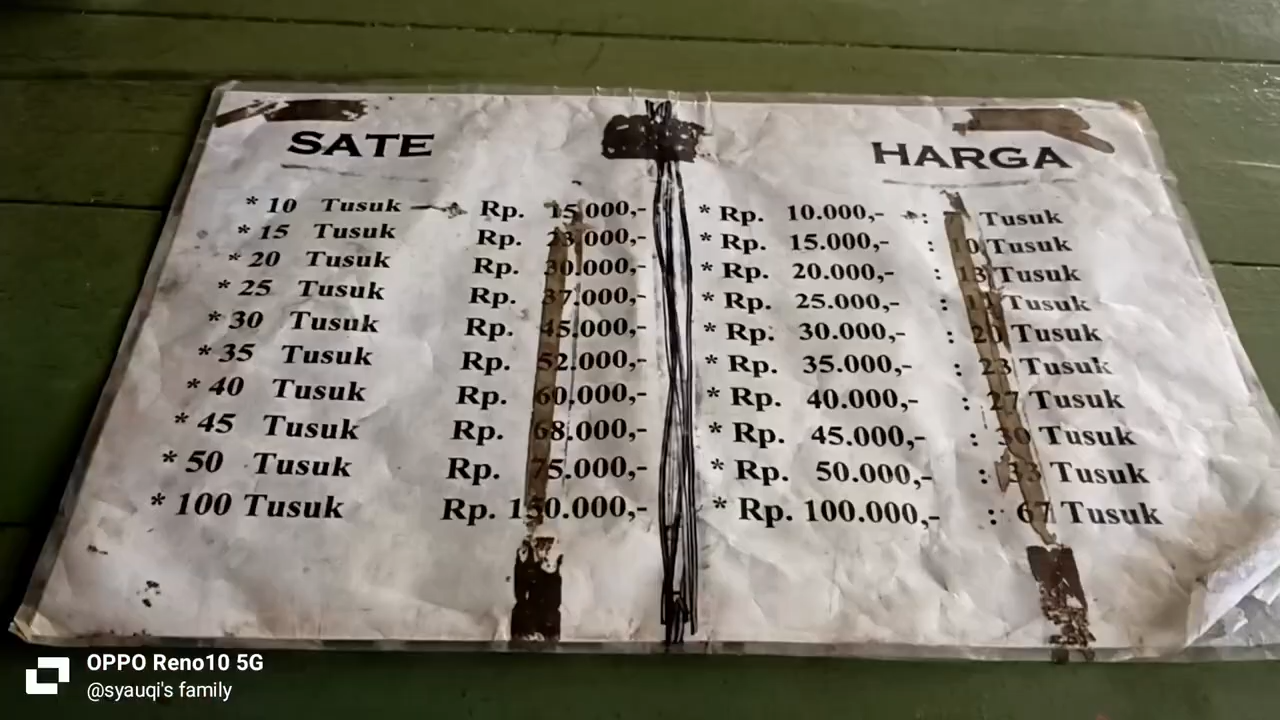 SATE
* 10 Tusuk Rp. 15.000,-
* 15 Tusuk Rp. 23.000,-
* 20 Tusuk Rp. 30.000,-
* 25 Tusuk Rp. 37.000,-
* 30 Tusuk Rp. 45.000,-
* 35 Tusuk Rp. 52.000,-
* 40 Tusuk Rp. 60.000,-
* 45 Tusuk Rp. 68.000,-
* 50 Tusuk Rp. 75.000,-
* 100 Tusuk Rp. 150.000,-
HARGA
* Rp. 10.000,- : Tusuk
* Rp. 15.000,- : 10 Tusuk
* Rp. 20.000,- : 13 Tusuk
* Rp. 25.000,- : Tusuk
* Rp. 30.000,- : 20 Tusuk
* Rp. 35.000,- : 23 Tusuk
* Rp. 40.000,- : 27 Tusuk
* Rp. 45.000,- : 30 Tusuk
* Rp. 50.000,- : 33 Tusuk
* Rp. 100.000,- : 67 Tusuk
OPPO Reno10 5G
@syauqi's family